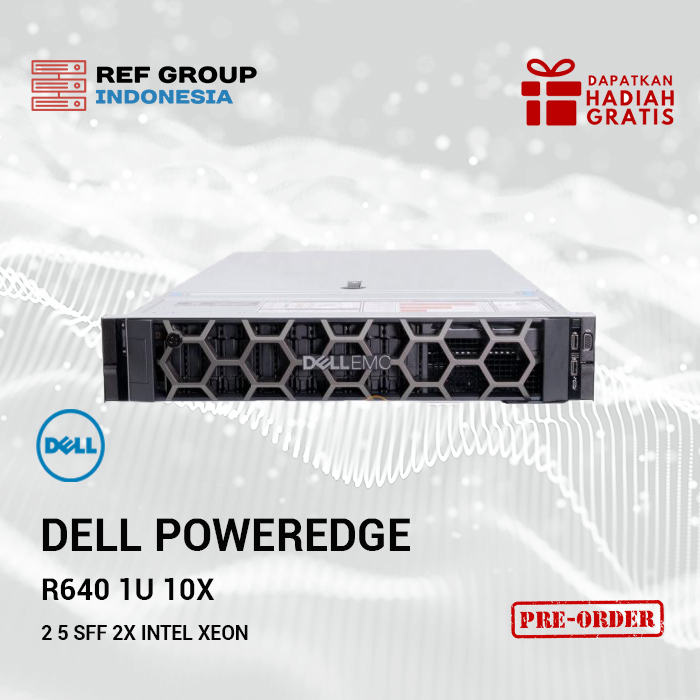 REF GROUP
INDONESIA
DAPATKAN
HADIAH
GRATIS
DELLEMC
DELL
DELL POWEREDGE
R640 1U 10X
2 5 SFF 2X INTEL XEON
PRE-ORDER